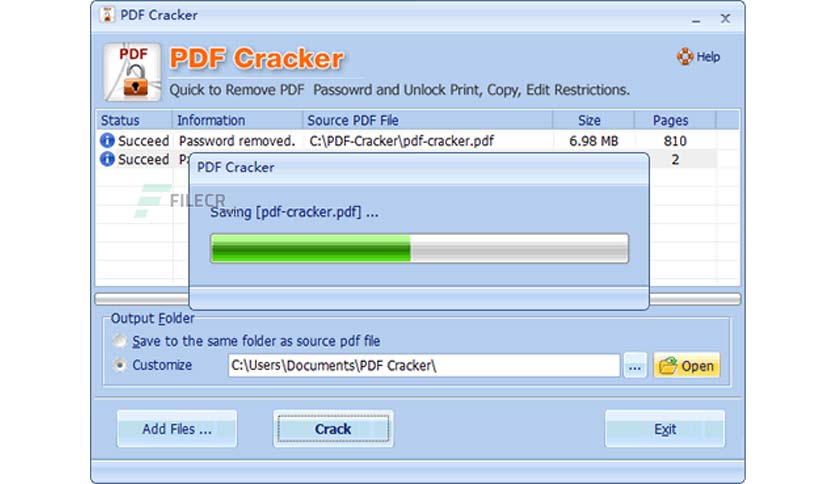 PDF Cracker
PDF
PDF Cracker
Help
Quick to Remove PDF Passowrd and Unlock Print, Copy, Edit Restrictions.
Status Information Source PDF File Size Pages
Succeed Password removed. C:\PDF-Cracker\pdf-cracker.pdf 6.98 MB 810
Succeed 2
PDF Cracker
FILECR
Saving [pdf-cracker.pdf] ...
Output Folder
Save to the same folder as source pdf file
Customize C:\Users\Documents\PDF Cracker\ ... Open
Add Files ... Crack Exit